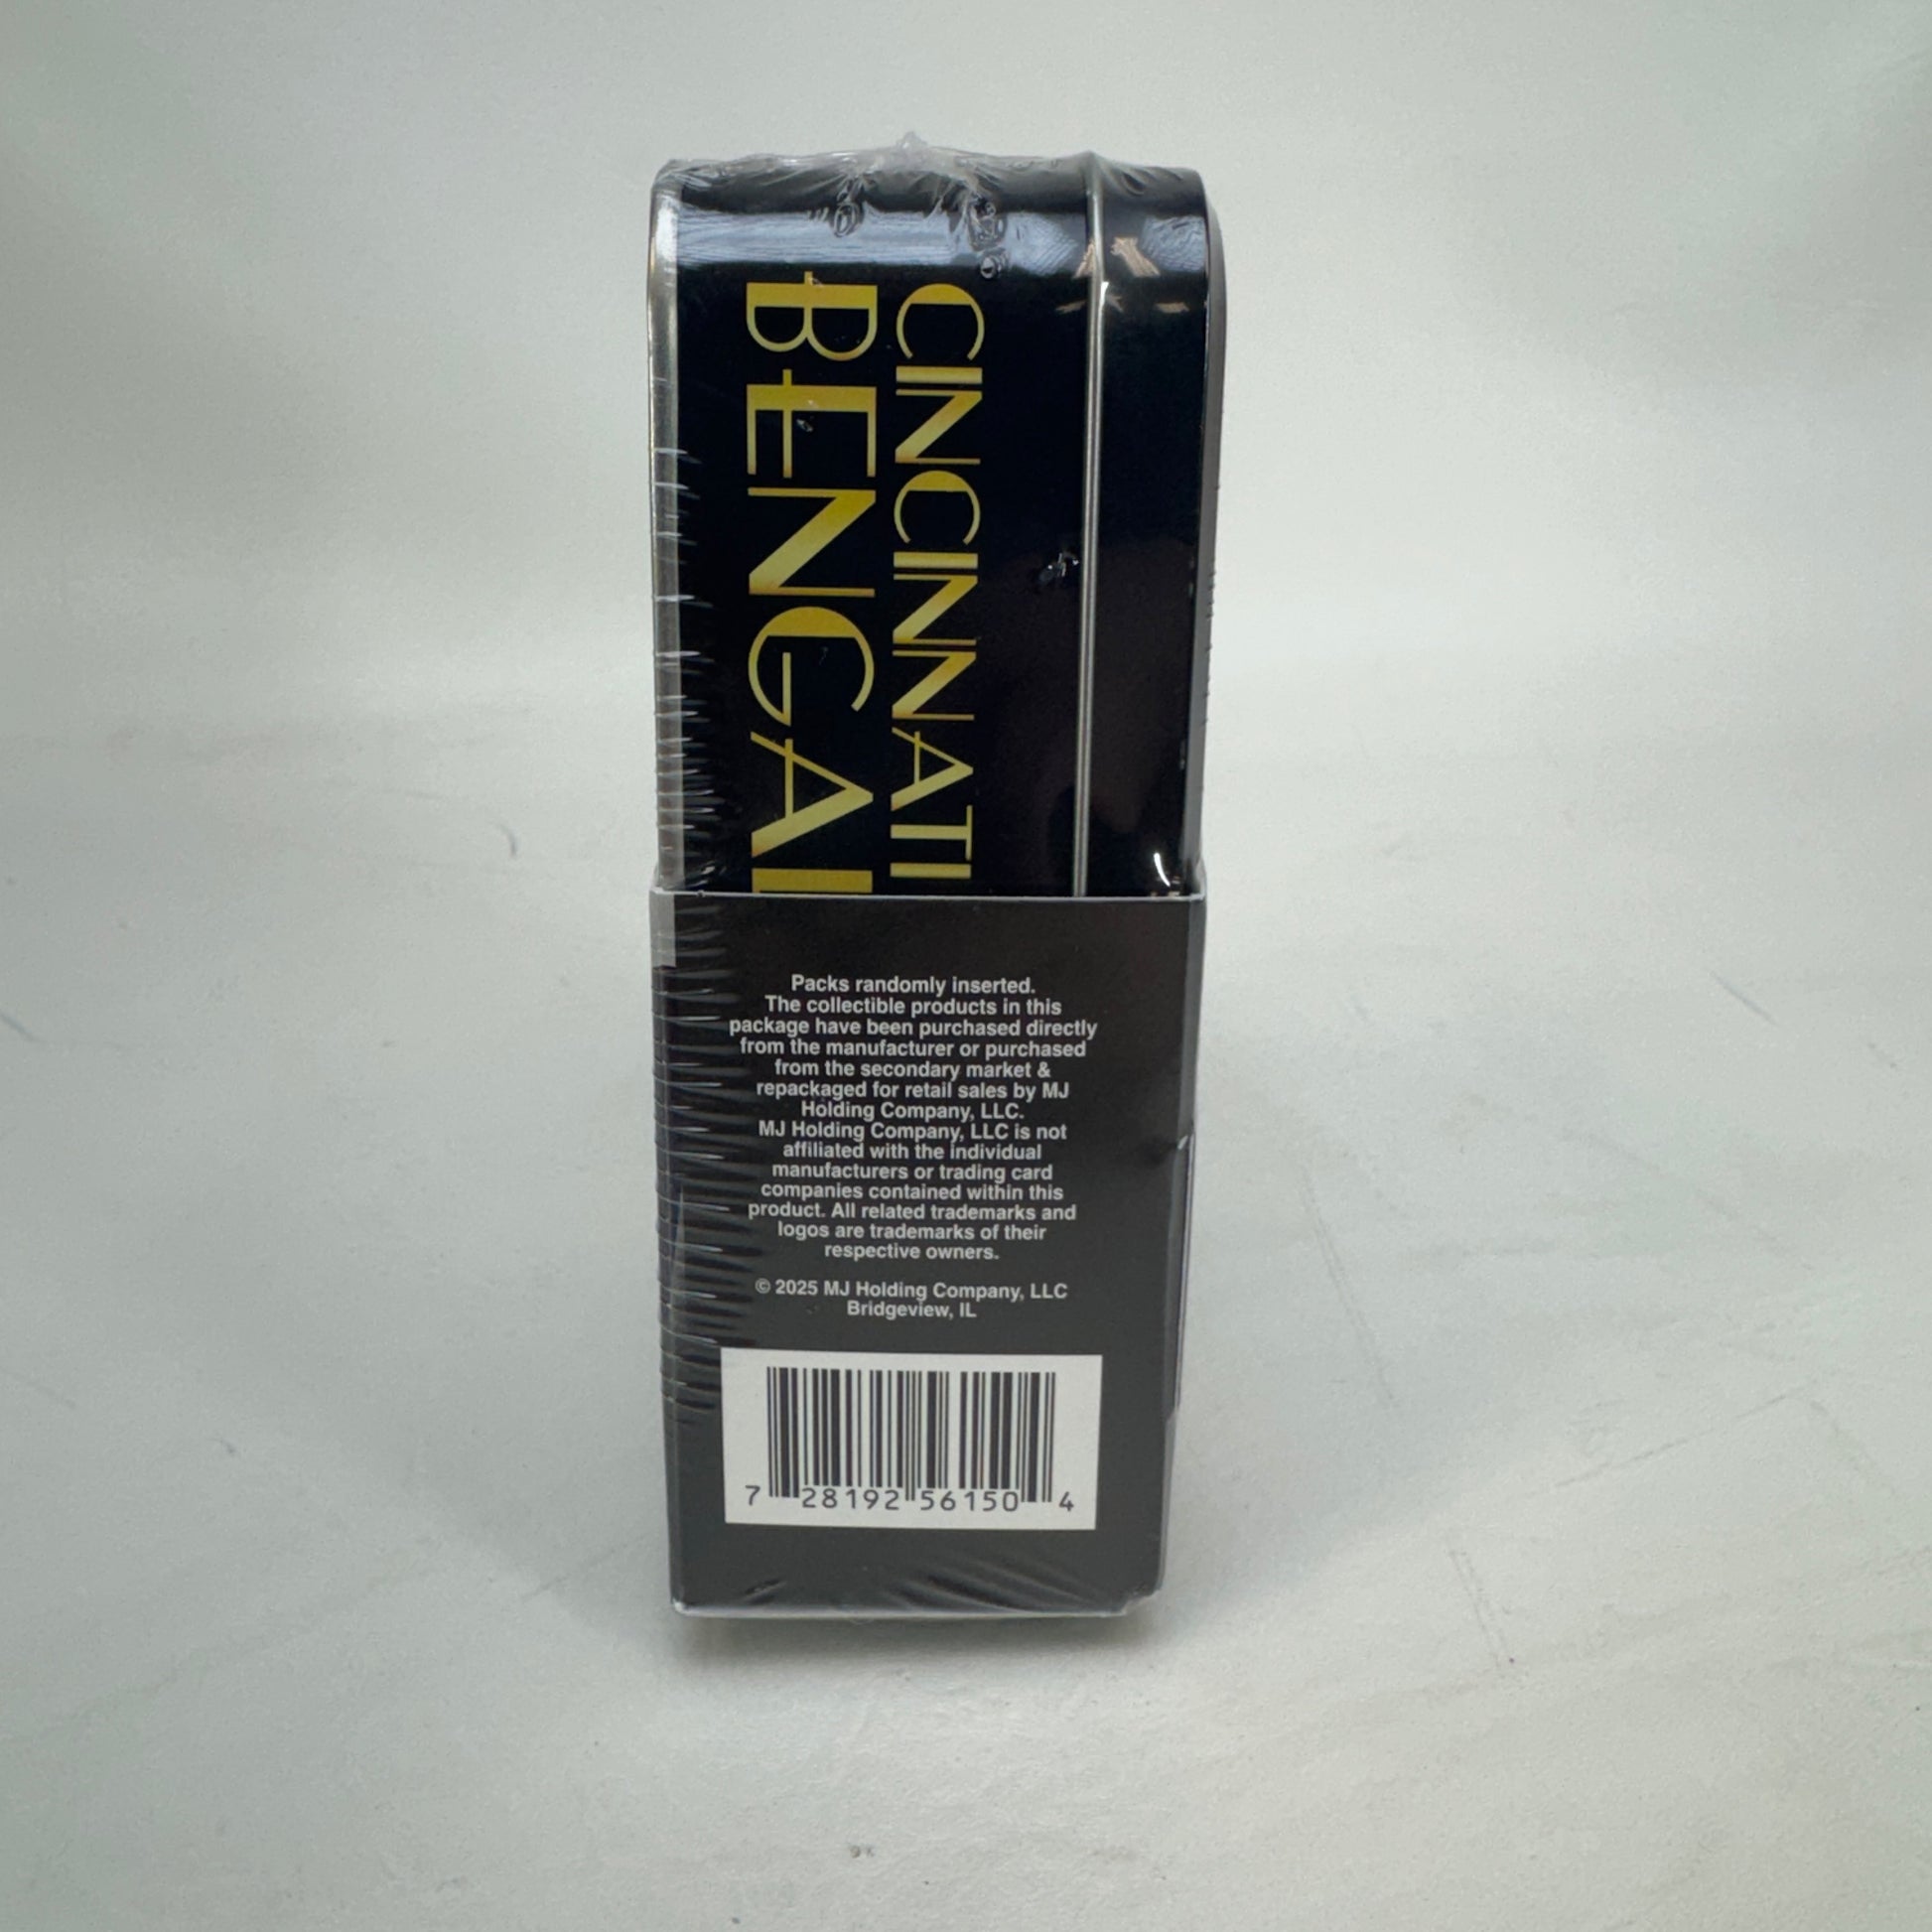 CINCINNATI
BENGAL
Packs randomly inserted.
The collectible products in this
package have been purchased directly
from the manufacturer or purchased
from the secondary market &
repackaged for retail sales by MJ
Holding Company, LLC.
MJ Holding Company, LLC is not
affiliated with the individual
manufacturers or trading card
companies contained within this
product. All related trademarks and
logos are trademarks of their
respective owners.
© 2025 MJ Holding Company, LLC
Bridgeview, IL
7 28192 56150 4